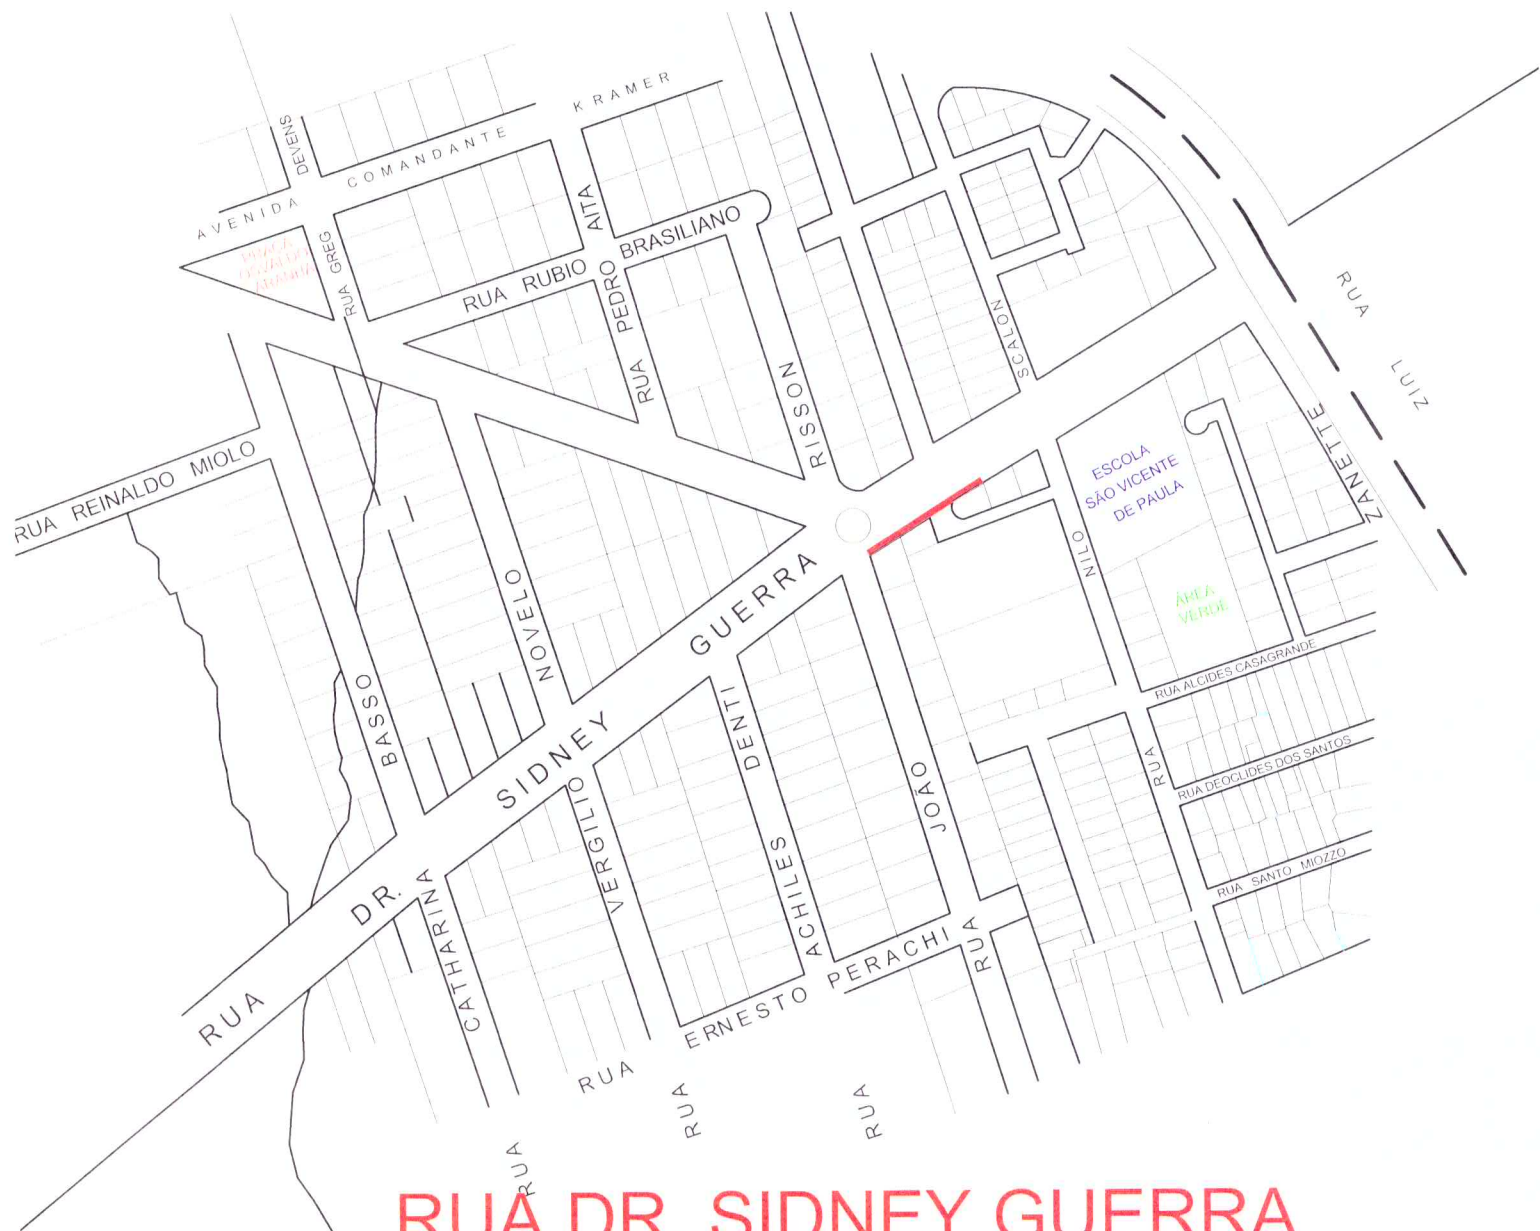 DEVENS
RUA GREG
AVENIDA COMANDANTE KRAMER
PRAÇA
OSVALDO
ARANHA
RUA RUBIO BRASILIANO
RUA PEDRO AITA
RUA REINALDO MIOLO
RUA JOÃO RISSON
RUA NILO SCALON
RUA LUIZ ZANETTE
ESCOLA
SÃO VICENTE
DE PAULA
ÁREA
VERDE
RUA ALCIDES CASAGRANDE
RUA DEOCLIDES DOS SANTOS
RUA SANTO MIOZZO
RUA DR. SIDNEY GUERRA
RUA CATHARINA BASSO
RUA VERGILIO NOVELO
RUA ACHILES DENTI
RUA ERNESTO PERACHI
RUA DR. SIDNEY GUERRA